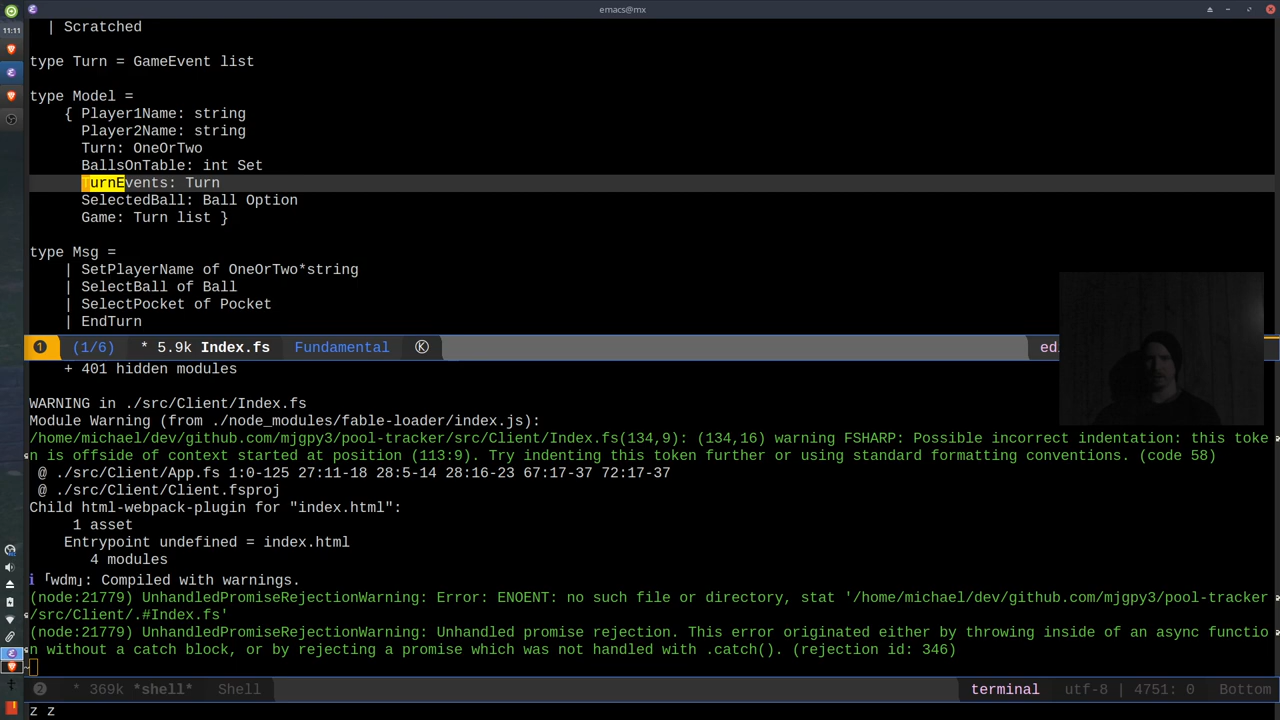 emacs@mx
11:11
| Scratched
type Turn = GameEvent list
type Model =
{ Player1Name: string
Player2Name: string
Turn: OneOrTwo
BallsOnTable: int Set
TurnEvents: Turn
SelectedBall: Ball Option
Game: Turn list }
type Msg =
| SetPlayerName of OneOrTwo*string
| SelectBall of Ball
| SelectPocket of Pocket
| EndTurn
1 (1/6) * 5.9k Index.fs Fundamental Ⓚ
+ 401 hidden modules
WARNING in ./src/Client/Index.fs
Module Warning (from ./node_modules/fable-loader/index.js):
/home/michael/dev/github.com/mjgpy3/pool-tracker/src/Client/Index.fs(134,9): (134,16) warning FSHARP: Possible incorrect indentation: this toke
n is offside of context started at position (113:9). Try indenting this token further or using standard formatting conventions. (code 58)
@ ./src/Client/App.fs 1:0-125 27:11-18 28:5-14 28:16-23 67:17-37 72:17-37
@ ./src/Client/Client.fsproj
Child html-webpack-plugin for "index.html":
1 asset
Entrypoint undefined = index.html
4 modules
ℹ ｢wdm｣: Compiled with warnings.
(node:21779) UnhandledPromiseRejectionWarning: Error: ENOENT: no such file or directory, stat '/home/michael/dev/github.com/mjgpy3/pool-tracker
/src/Client/.#Index.fs'
(node:21779) UnhandledPromiseRejectionWarning: Unhandled promise rejection. This error originated either by throwing inside of an async functio
n without a catch block, or by rejecting a promise which was not handled with .catch(). (rejection id: 346)
2 * 369k *shell* Shell terminal utf-8 | 4751: 0 Bottom
z z